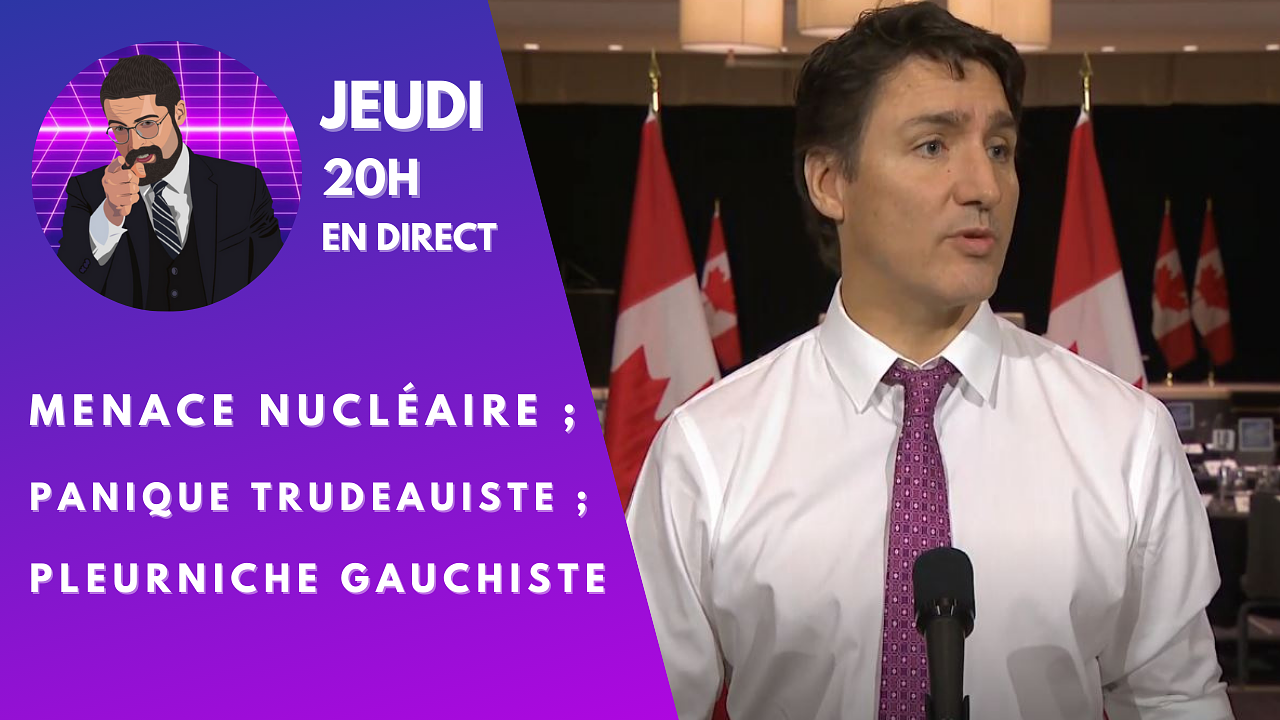 JEUDI
20H
EN DIRECT
MENACE NUCLÉAIRE ;
PANIQUE TRUDEAUISTE ;
PLEURNICHE GAUCHISTE